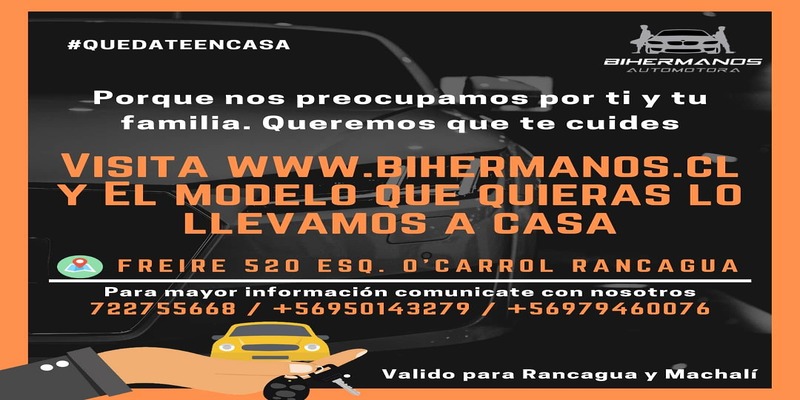 #QUEDATEENCASA
BIHERMANOS
AUTOMOTORA
Porque nos preocupamos por ti y tu
familia. Queremos que te cuides
Visita www.bihermanos.cl
y El modelo que quieras lo
llevamos a casa
FREIRE 520 ESQ. O'CARROL RANCAGUA
Para mayor información comunicate con nosotros
722755668 / +56950143279 / +56979460076
Valido para Rancagua y Machalí